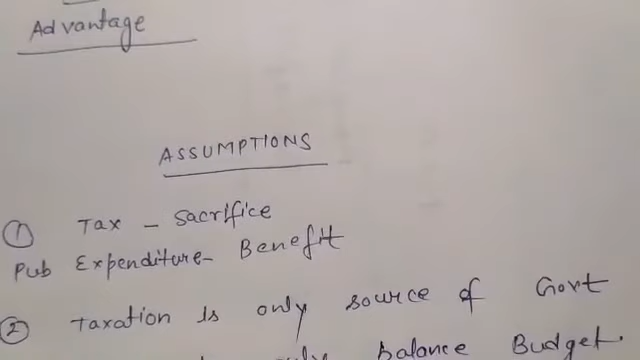 Advantage
ASSUMPTIONS
① Tax - Sacrifice
Pub Expenditure - Benefit
② Taxation is only source of Govt
balance Budget.